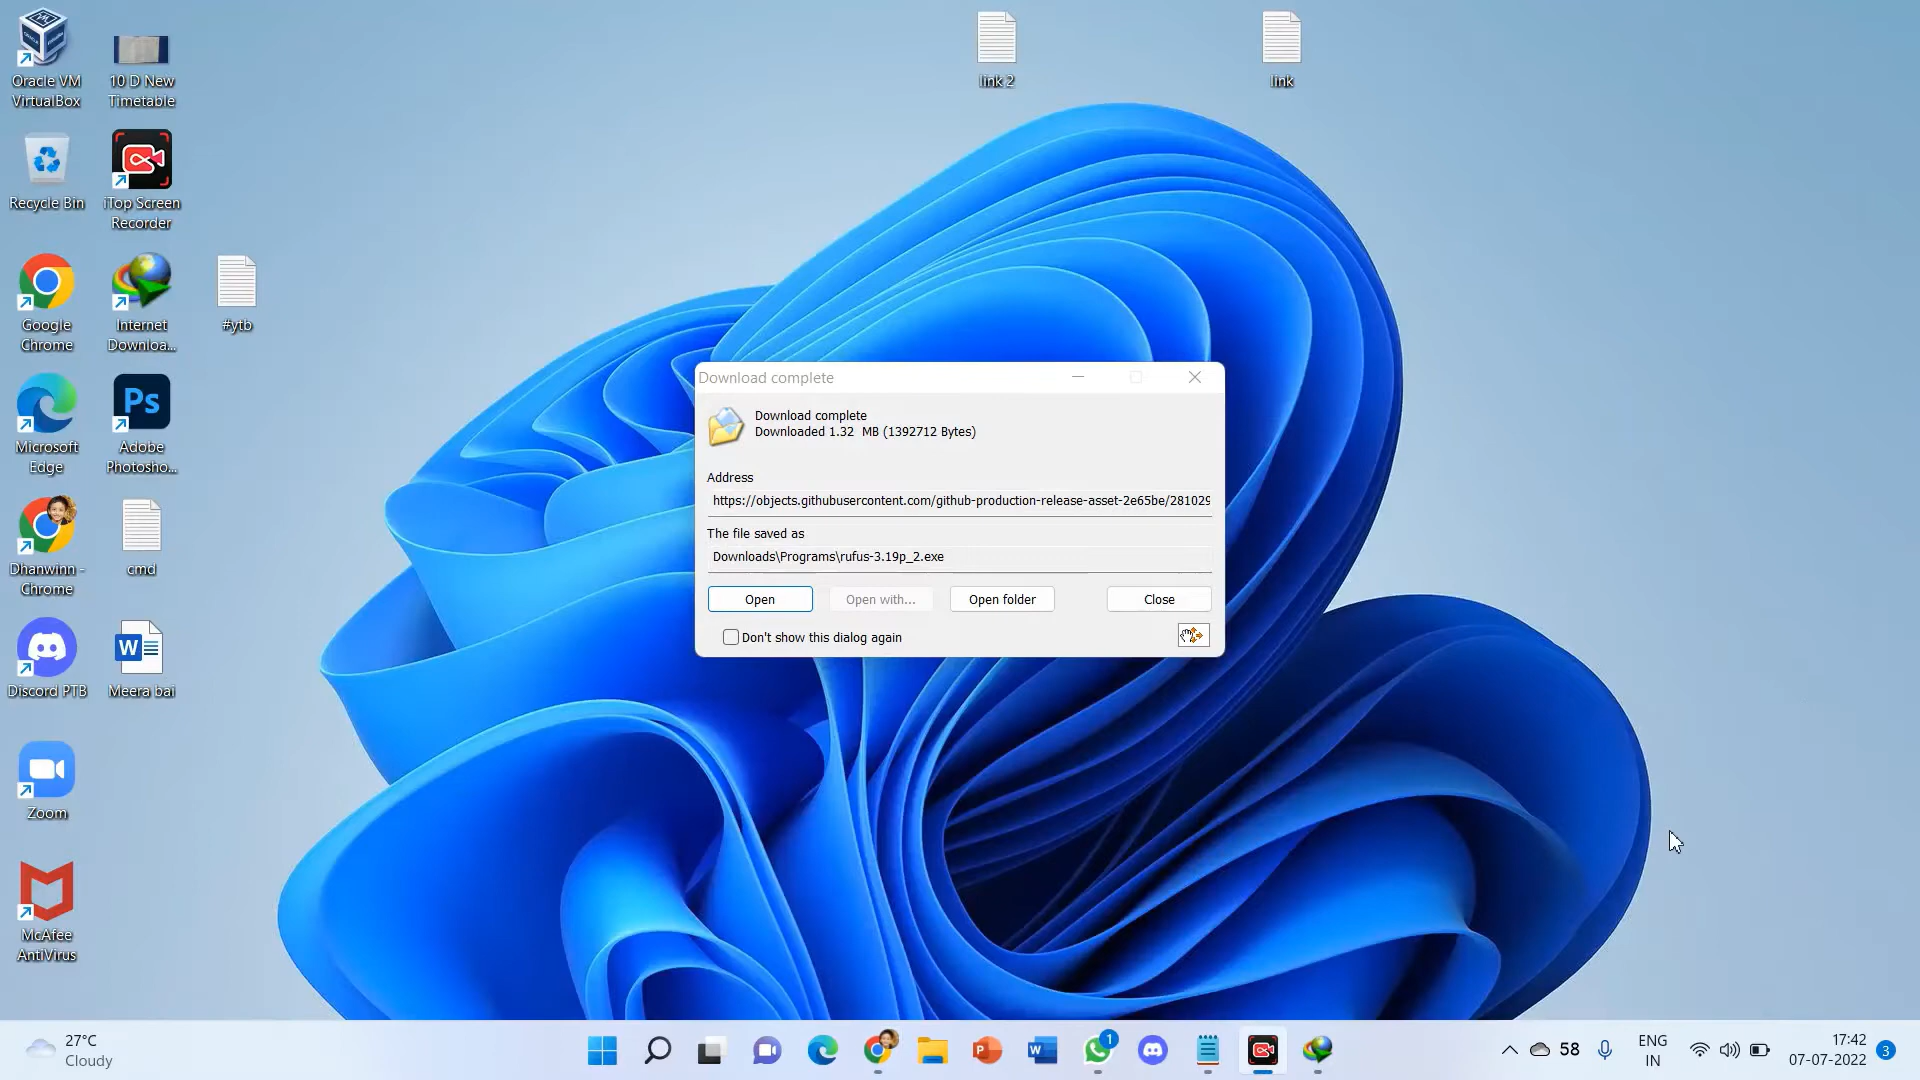 Oracle VM
VirtualBox
10 D New
Timetable
link 2
link
Recycle Bin
iTop Screen
Recorder
Google
Chrome
Internet
Downloa...
#ytb
Microsoft
Edge
Ps
Adobe
Photosho...
Dhanwinn -
Chrome
cmd
Discord PTB
W
Meera bai
Zoom
McAfee
AntiVirus
Download complete
Download complete
Downloaded 1.32 MB (1392712 Bytes)
Address
https://objects.githubusercontent.com/github-production-release-asset-2e65be/281029
The file saved as
Downloads\Programs\rufus-3.19p_2.exe
Open
Open with...
Open folder
Close
Don't show this dialog again
27°C
Cloudy
P
W
1
58
ENG
IN
17:42
07-07-2022
3